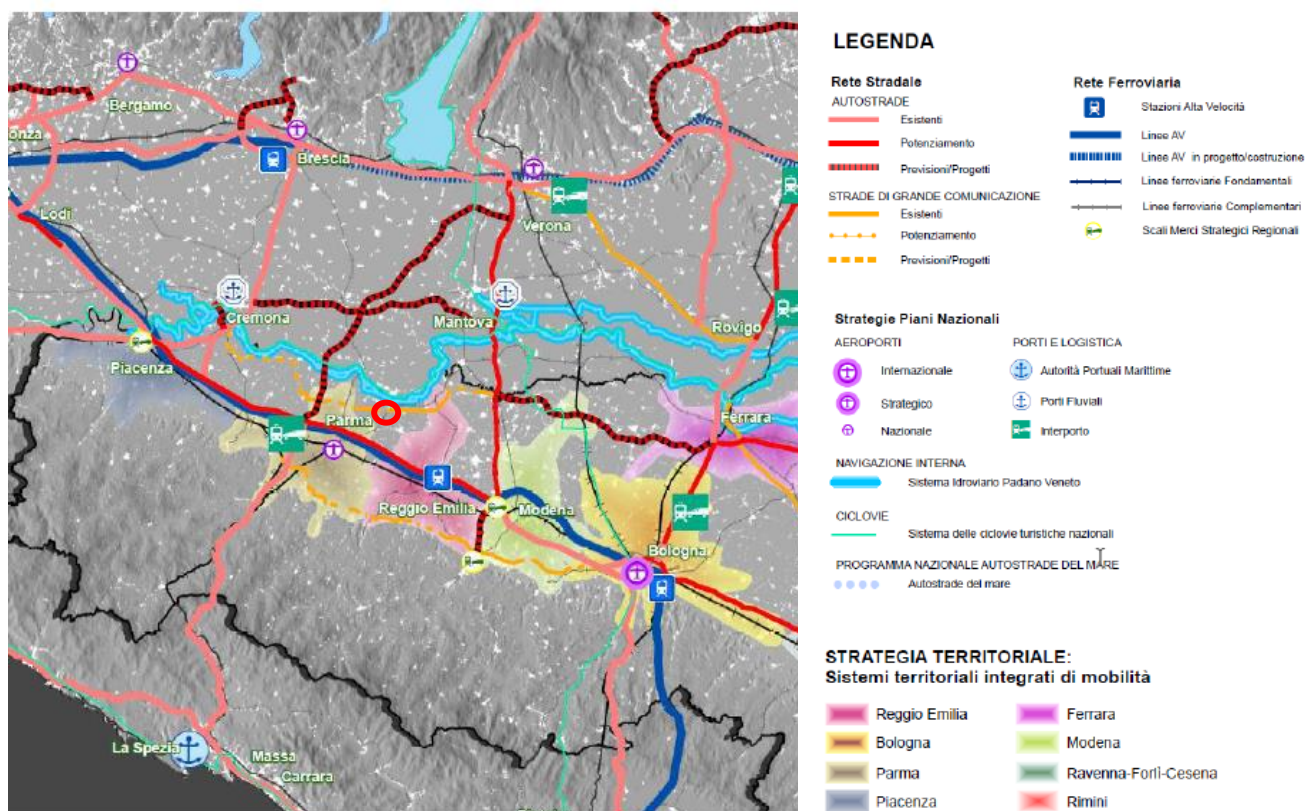 Bergamo
onza
Brescia
Lodi
Verona
Cremona
Mantova
Rovigo
Piacenza
Parma
Ferrara
Reggio Emilia
Modena
Bologna
La Spezia
Massa
Carrara
LEGENDA
Rete Stradale
AUTOSTRADE
Esistenti
Potenziamento
Previsioni/Progetti
STRADE DI GRANDE COMUNICAZIONE
Esistenti
Potenziamento
Previsioni/Progetti
Rete Ferroviaria
Stazioni Alta Velocità
Linee AV
Linee AV in progetto/costruzione
Linee ferroviarie Fondamentali
Linee ferroviarie Complementari
Scali Merci Strategici Regionali
Strategie Piani Nazionali
AEROPORTI
Internazionale
Strategico
Nazionale
PORTI E LOGISTICA
Autorità Portuali Marittime
Porti Fluviali
Interporto
NAVIGAZIONE INTERNA
Sistema Idroviario Padano Veneto
CICLOVIE
Sistema delle ciclovie turistiche nazionali
PROGRAMMA NAZIONALE AUTOSTRADE DEL MARE
Autostrade del mare
STRATEGIA TERRITORIALE:
Sistemi territoriali integrati di mobilità
Reggio Emilia
Bologna
Parma
Piacenza
Ferrara
Modena
Ravenna-Forlì-Cesena
Rimini